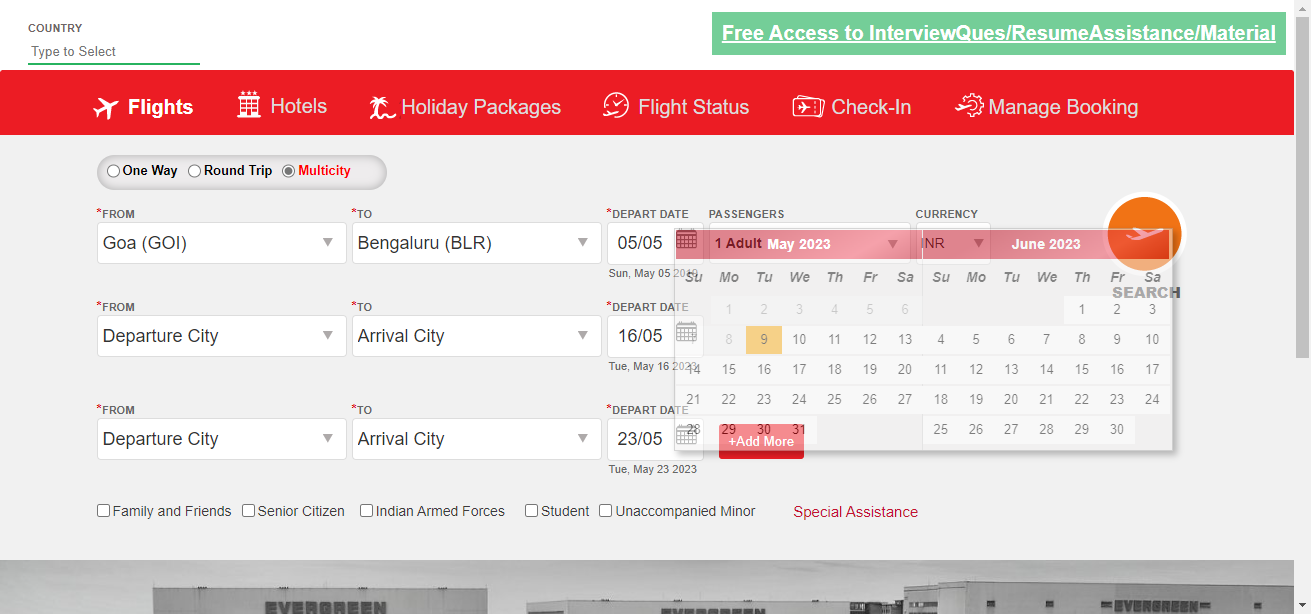 COUNTRY
Type to Select
Free Access to InterviewQues/ResumeAssistance/Material
Flights Hotels Holiday Packages Flight Status Check-In Manage Booking
One Way Round Trip Multicity
*FROM *TO *DEPART DATE PASSENGERS CURRENCY
Goa (GOI) Bengaluru (BLR) 05/05 1 Adult INR
May 2023 June 2023
Sun, May 05 2019
Su Mo Tu We Th Fr Sa Su Mo Tu We Th Fr Sa
SEARCH
1 2 3 4 5 6 1 2 3
*FROM *TO *DEPART DATE
Departure City Arrival City 16/05
7 8 9 10 11 12 13 4 5 6 7 8 9 10
Tue, May 16 2023
14 15 16 17 18 19 20 11 12 13 14 15 16 17
21 22 23 24 25 26 27 18 19 20 21 22 23 24
*FROM *TO *DEPART DATE
Departure City Arrival City 23/05
28 29 30 31 25 26 27 28 29 30
+Add More
Tue, May 23 2023
Family and Friends Senior Citizen Indian Armed Forces Student Unaccompanied Minor Special Assistance
EVERGREEN EVERGREEN EVERGREEN